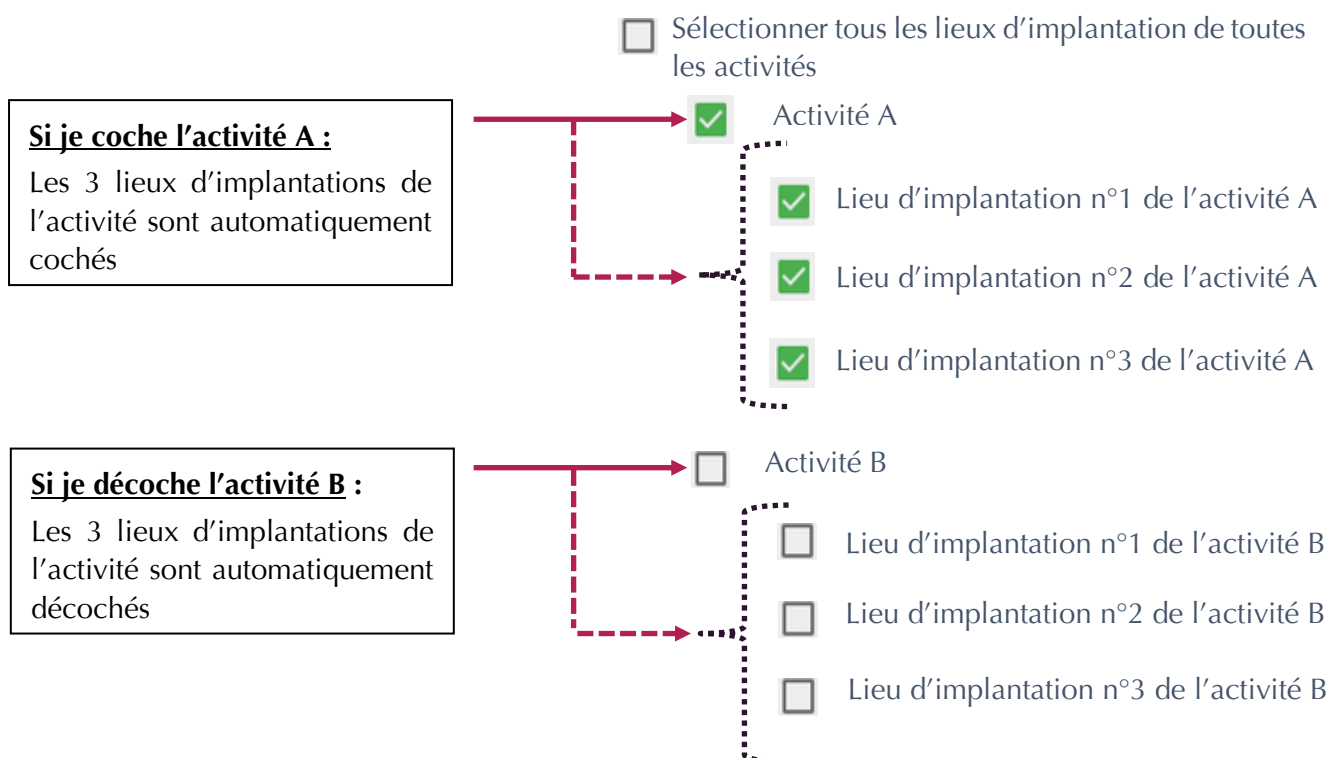 Sélectionner tous les lieux d’implantation de toutes
les activités
Si je coche l’activité A :
Les 3 lieux d’implantations de
l’activité sont automatiquement
cochés
Activité A
Lieu d’implantation n°1 de l’activité A
Lieu d’implantation n°2 de l’activité A
Lieu d’implantation n°3 de l’activité A
Si je décoche l’activité B :
Les 3 lieux d’implantations de
l’activité sont automatiquement
décochés
Activité B
Lieu d’implantation n°1 de l’activité B
Lieu d’implantation n°2 de l’activité B
Lieu d’implantation n°3 de l’activité B